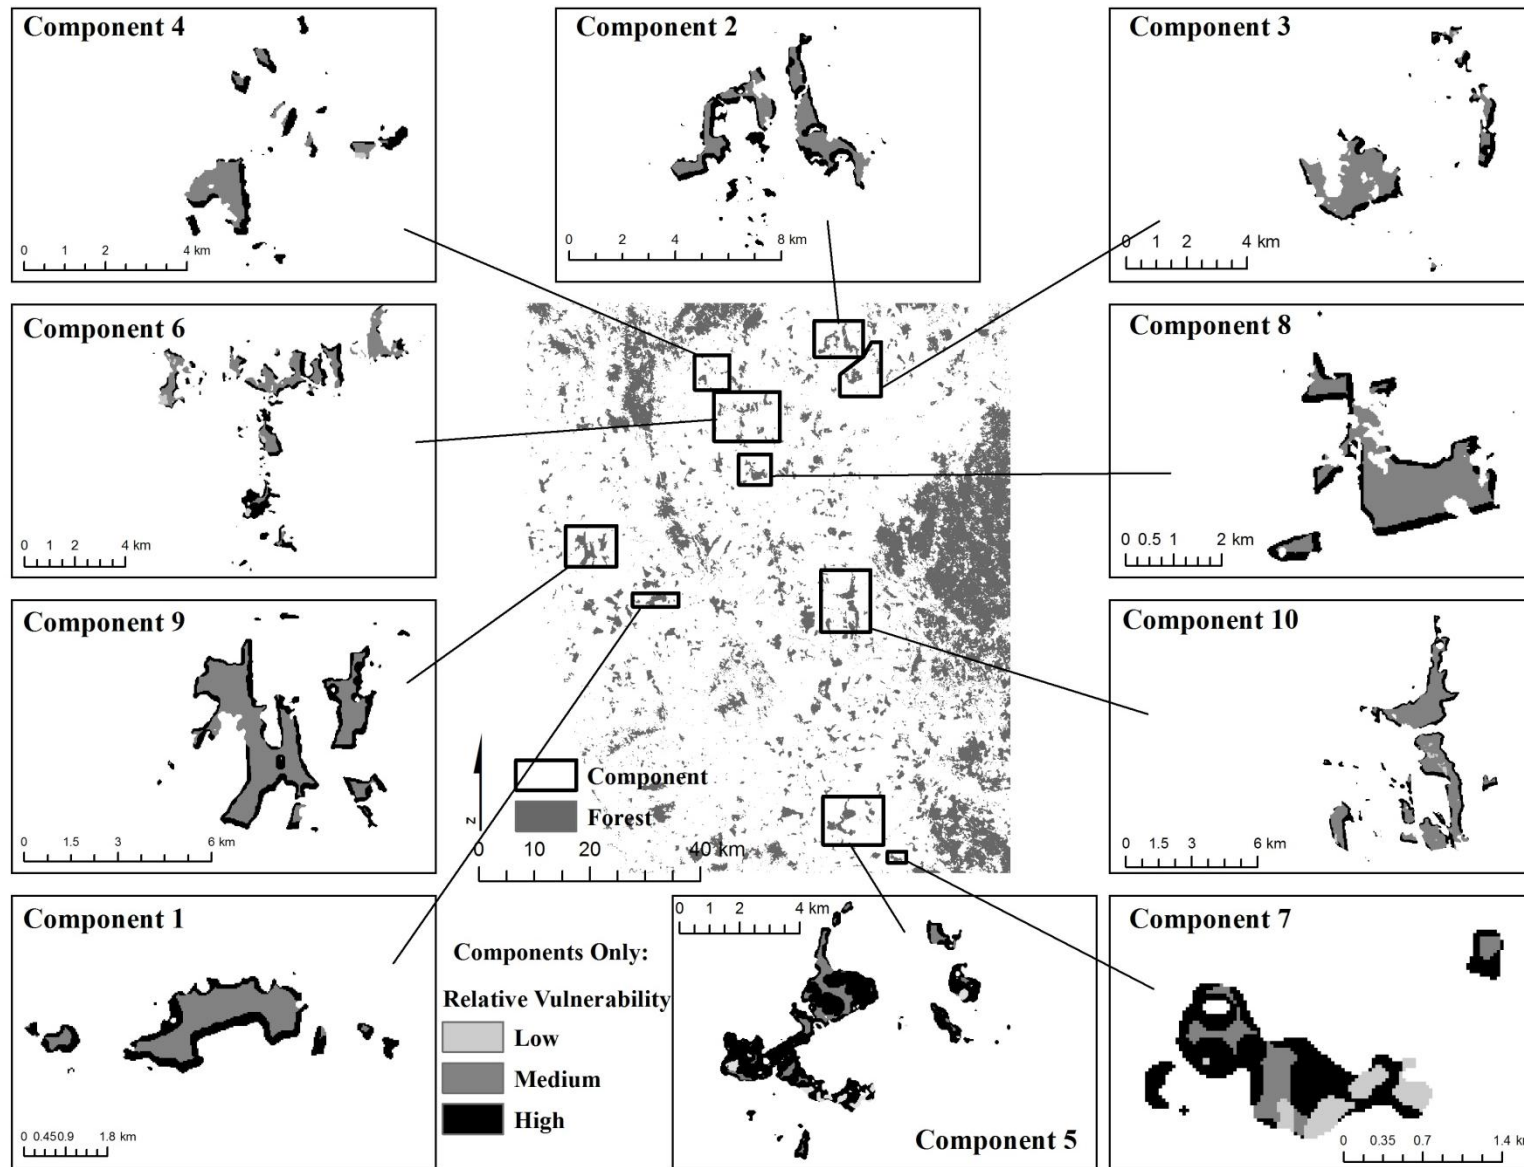 Component 4
0 1 2 4 km
Component 2
0 2 4 8 km
Component 3
0 1 2 4 km
Component 6
0 1 2 4 km
Component 8
0 0.5 1 2 km
Component 9
0 1.5 3 6 km
Component
Forest
z
0 10 20 40 km
Component 10
0 1.5 3 6 km
Component 1
0 0.45 0.9 1.8 km
Components Only:
Relative Vulnerability
Low
Medium
High
0 1 2 4 km
Component 5
Component 7
0 0.35 0.7 1.4 km